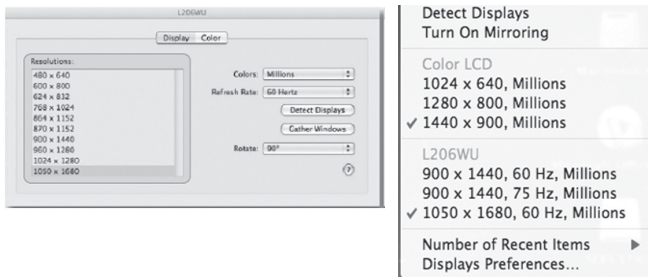 L206WU
Display Color
Resolutions:
480 x 640
600 x 800
624 x 832
768 x 1024
864 x 1152
870 x 1152
900 x 1440
960 x 1280
1024 x 1280
1050 x 1680
Colors: Millions
Refresh Rate: 60 Hertz
Detect Displays
Gather Windows
Rotate: 90°
?
Detect Displays
Turn On Mirroring
Color LCD
1024 x 640, Millions
1280 x 800, Millions
✓ 1440 x 900, Millions
L206WU
900 x 1440, 60 Hz, Millions
900 x 1440, 75 Hz, Millions
✓ 1050 x 1680, 60 Hz, Millions
Number of Recent Items
Displays Preferences...